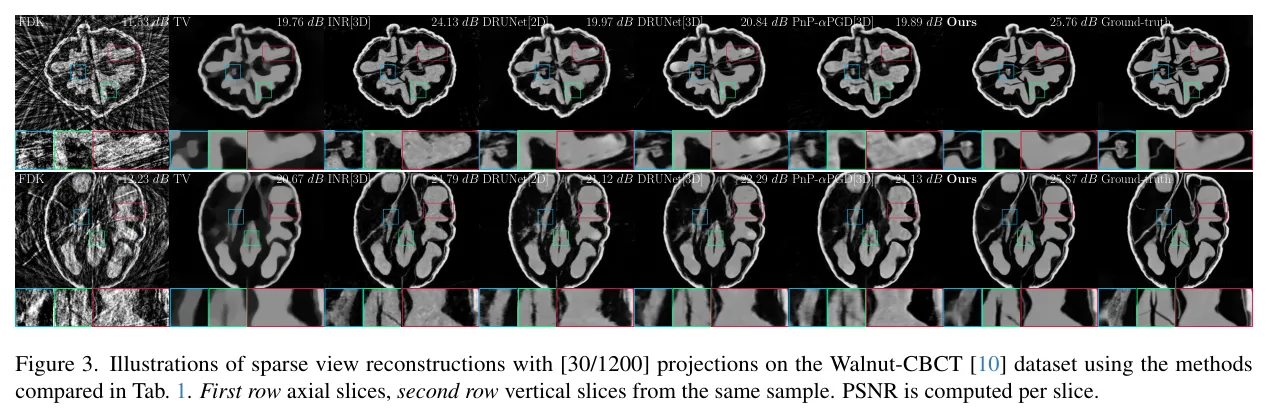 FDK 11.53 dB TV 19.76 dB INR[3D] 24.13 dB DRUNet[2D] 19.97 dB DRUNet[3D] 20.84 dB PnP-αPGD[3D] 19.89 dB Ours 25.76 dB Ground-truth
FDK 12.23 dB TV 20.67 dB INR[3D] 24.79 dB DRUNet[2D] 21.12 dB DRUNet[3D] 22.29 dB PnP-αPGD[3D] 21.13 dB Ours 25.87 dB Ground-truth
Figure 3. Illustrations of sparse view reconstructions with [30/1200] projections on the Walnut-CBCT [10] dataset using the methods
compared in Tab. 1. First row axial slices, second row vertical slices from the same sample. PSNR is computed per slice.